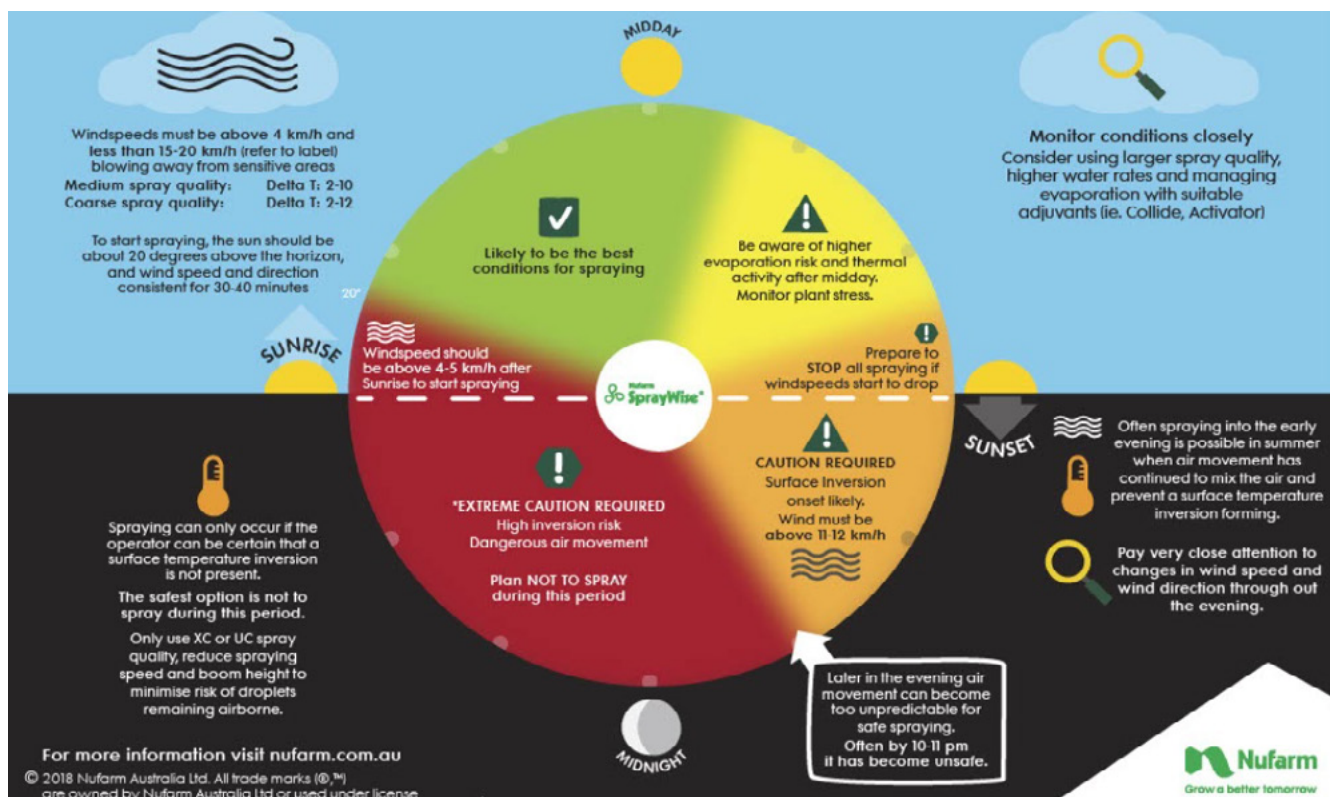 MIDDAY
Windspeeds must be above 4 km/h and
less than 15-20 km/h (refer to label)
blowing away from sensitive areas
Medium spray quality: Delta T: 2-10
Coarse spray quality: Delta T: 2-12
To start spraying, the sun should be
about 20 degrees above the horizon,
and wind speed and direction
consistent for 30-40 minutes
20°
SUNRISE
Monitor conditions closely
Consider using larger spray quality,
higher water rates and managing
evaporation with suitable
adjuvants (ie. Collide, Activator)
Likely to be the best
conditions for spraying
Be aware of higher
evaporation risk and thermal
activity after midday.
Monitor plant stress.
Windspeed should
be above 4-5 km/h after
Sunrise to start spraying
Nufarm
SprayWise®
Prepare to
STOP all spraying if
windspeeds start to drop
SUNSET
*EXTREME CAUTION REQUIRED
High inversion risk
Dangerous air movement
Plan NOT TO SPRAY
during this period
CAUTION REQUIRED
Surface Inversion
onset likely.
Wind must be
above 11-12 km/h
Often spraying into the early
evening is possible in summer
when air movement has
continued to mix the air and
prevent a surface temperature
inversion forming.
Pay very close attention to
changes in wind speed and
wind direction through out
the evening.
Spraying can only occur if the
operator can be certain that a
surface temperature inversion
is not present.
The safest option is not to
spray during this period.
Only use XC or UC spray
quality, reduce spraying
speed and boom height to
minimise risk of droplets
remaining airborne.
Later in the evening air
movement can become
too unpredictable for
safe spraying.
Often by 10-11 pm
it has become unsafe.
MIDNIGHT
For more information visit nufarm.com.au
© 2018 Nufarm Australia Ltd. All trade marks (®,™)
are owned by Nufarm Australia Ltd or used under license
Nufarm
Grow a better tomorrow